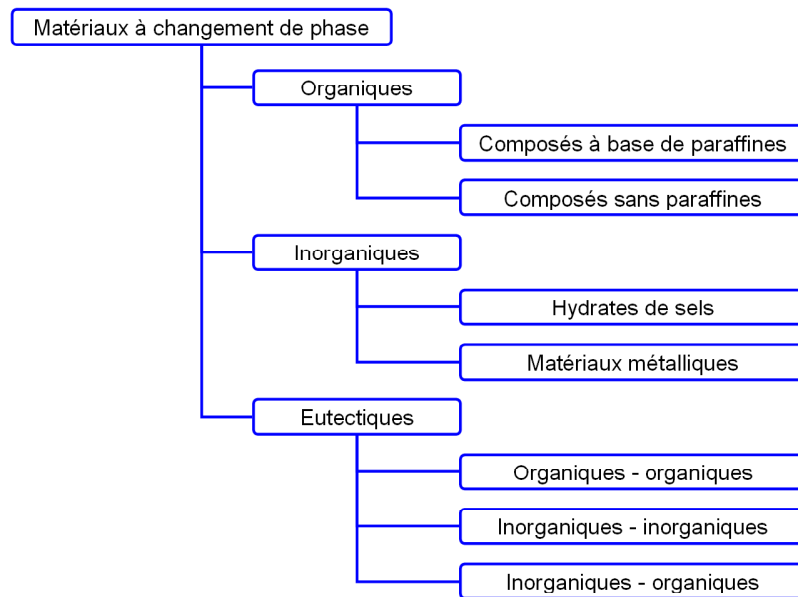 Matériaux à changement de phase
Organiques
Composés à base de paraffines
Composés sans paraffines
Inorganiques
Hydrates de sels
Matériaux métalliques
Eutectiques
Organiques - organiques
Inorganiques - inorganiques
Inorganiques - organiques